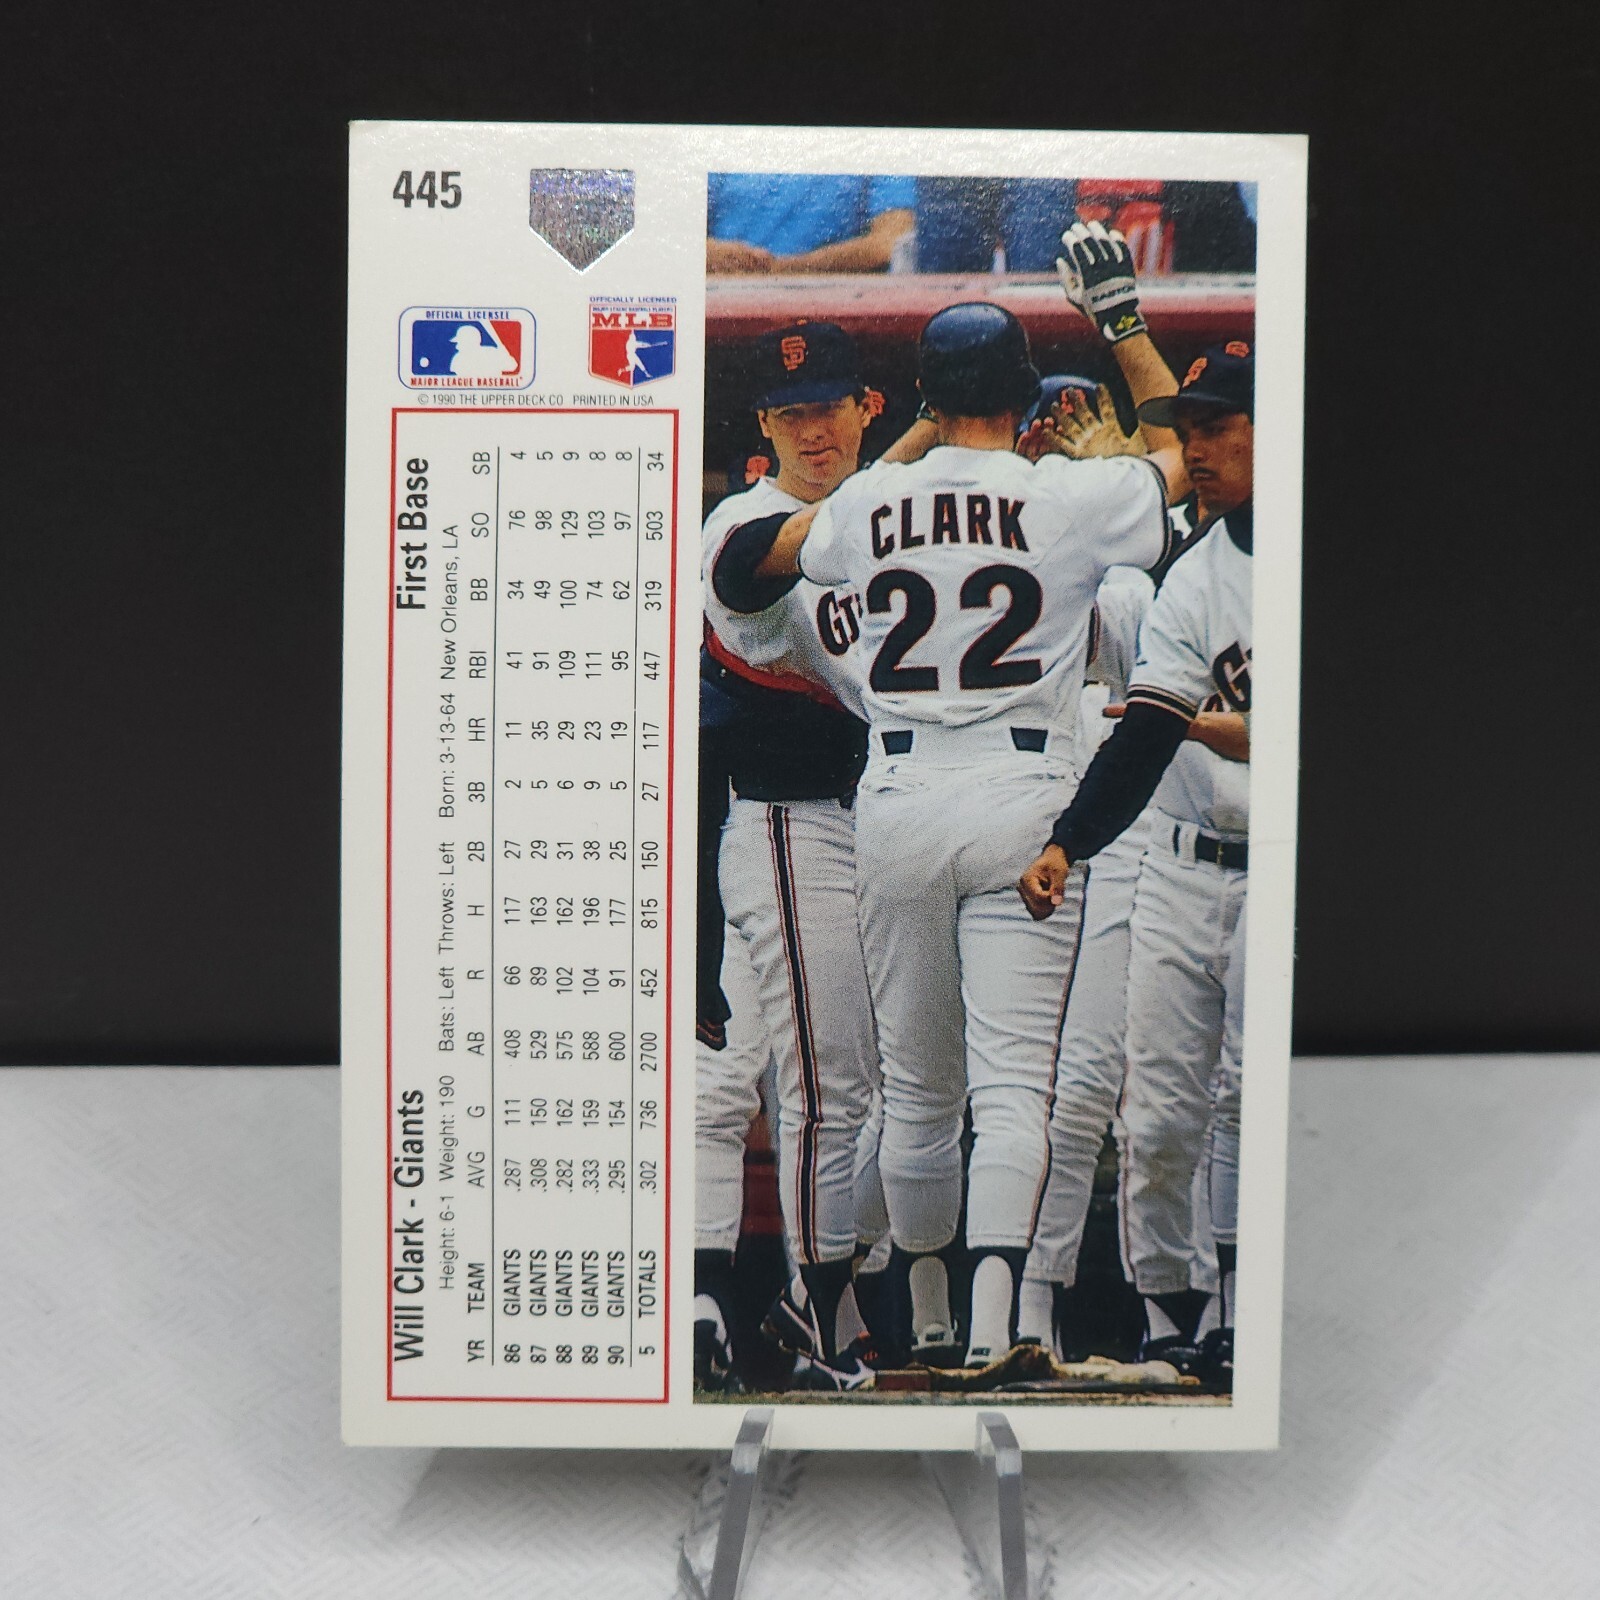 445
OFFICIAL LICENSEE
MAJOR LEAGUE BASEBALL
OFFICIALLY LICENSED
MAJOR LEAGUE BASEBALL PLAYERS
MLB
© 1990 THE UPPER DECK CO. PRINTED IN USA
Will Clark - Giants First Base
Height: 6-1 Weight: 190 Bats: Left Throws: Left Born: 3-13-64 New Orleans, LA
YR TEAM AVG G AB R H 2B 3B HR RBI BB SO SB
86 GIANTS .287 111 408 66 117 27 2 11 41 34 76 4
87 GIANTS .308 150 529 89 163 29 5 35 91 49 98 5
88 GIANTS .282 162 575 102 162 31 6 29 109 100 129 9
89 GIANTS .333 159 588 104 196 38 9 23 111 74 103 8
90 GIANTS .295 154 600 91 177 25 5 19 95 62 97 8
5 TOTALS .302 736 2700 452 815 150 27 117 447 319 503 34
EASTON
SF
CLARK
22